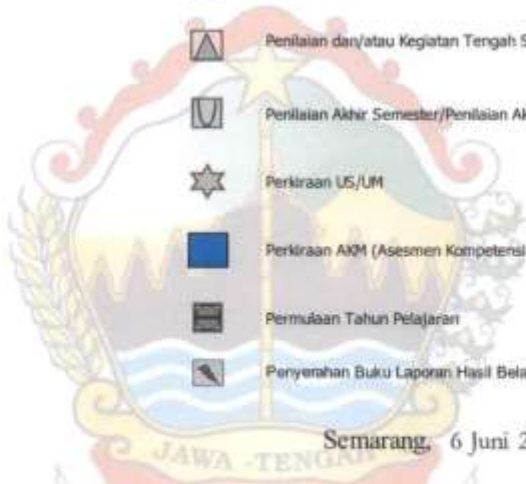 Penilaian dan/atau Kegiatan Tengah S
Penilaian Akhir Semester/Penilaian Ak
Perkiraan US/UM
Perkiraan AKM (Asesmen Kompetensi
Permulaan Tahun Pelajaran
Penyerahan Buku Laporan Hasil Bela
Semarang, 6 Juni 2
JAWA - TENGAH